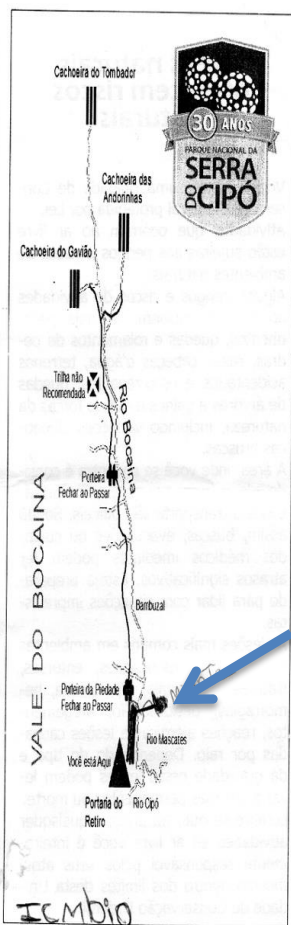 Cachoeira do Tombador
30 ANOS
PARQUE NACIONAL DA
SERRA
DO CIPÓ
Cachoeira das
Andorinhas
Cachoeira do Gavião
Trilha não
Recomendada
Rio Bocaina
Porteira
Fechar ao Passar
VALE DO BOCAINA
Bambuzal
Porteira da Piedade
Fechar ao Passar
Rio Mascates
Você está Aqui
Portaria do
Retiro
Rio Cipó
ICMBIO